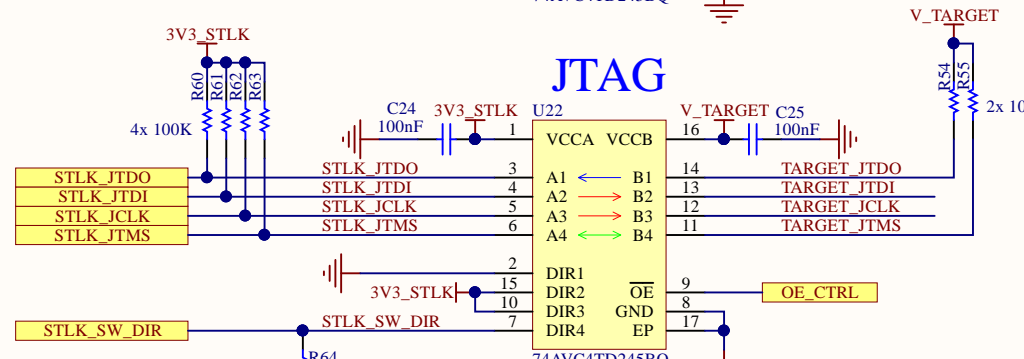 V_TARGET
3V3_STLK
JTAG
R60
R61
R62
R63
R54
R55
4x 100K
C24
100nF
3V3_STLK
U22
V_TARGET
C25
100nF
1
VCCA
VCCB
16
STLK_JTDO
STLK_JTDO
3
A1
B1
14
TARGET_JTDO
STLK_JTDI
STLK_JTDI
4
A2
B2
13
TARGET_JTDI
STLK_JCLK
STLK_JCLK
5
A3
B3
12
TARGET_JCLK
STLK_JTMS
STLK_JTMS
6
A4
B4
11
TARGET_JTMS
2
DIR1
3V3_STLK
15
DIR2
OE
9
OE_CTRL
10
DIR3
GND
8
STLK_SW_DIR
STLK_SW_DIR
7
DIR4
EP
17
R64